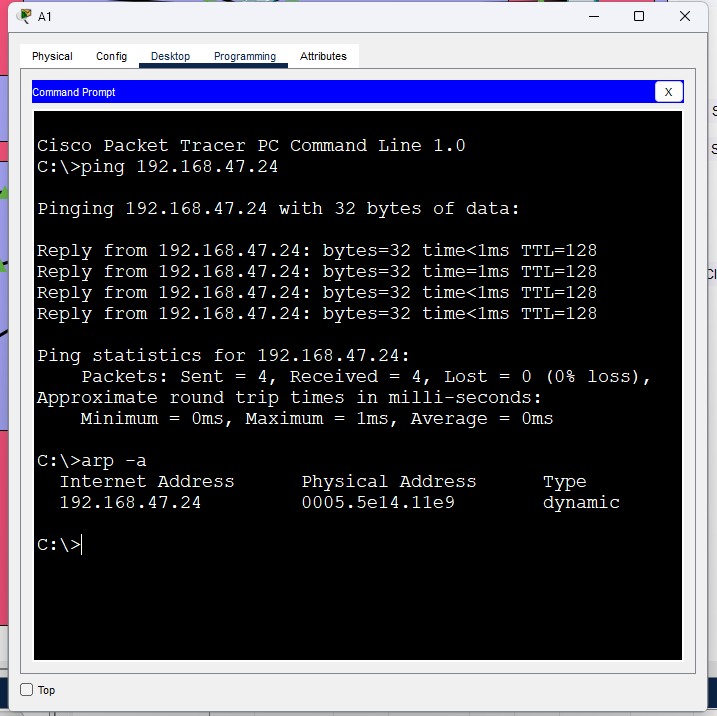 A1
Physical Config Desktop Programming Attributes
Command Prompt
X
Cisco Packet Tracer PC Command Line 1.0
C:\>ping 192.168.47.24
Pinging 192.168.47.24 with 32 bytes of data:
Reply from 192.168.47.24: bytes=32 time<1ms TTL=128
Reply from 192.168.47.24: bytes=32 time=1ms TTL=128
Reply from 192.168.47.24: bytes=32 time<1ms TTL=128
Reply from 192.168.47.24: bytes=32 time<1ms TTL=128
Ping statistics for 192.168.47.24:
Packets: Sent = 4, Received = 4, Lost = 0 (0% loss),
Approximate round trip times in milli-seconds:
Minimum = 0ms, Maximum = 1ms, Average = 0ms
C:\>arp -a
Internet Address Physical Address Type
192.168.47.24 0005.5e14.11e9 dynamic
C:\>
Top